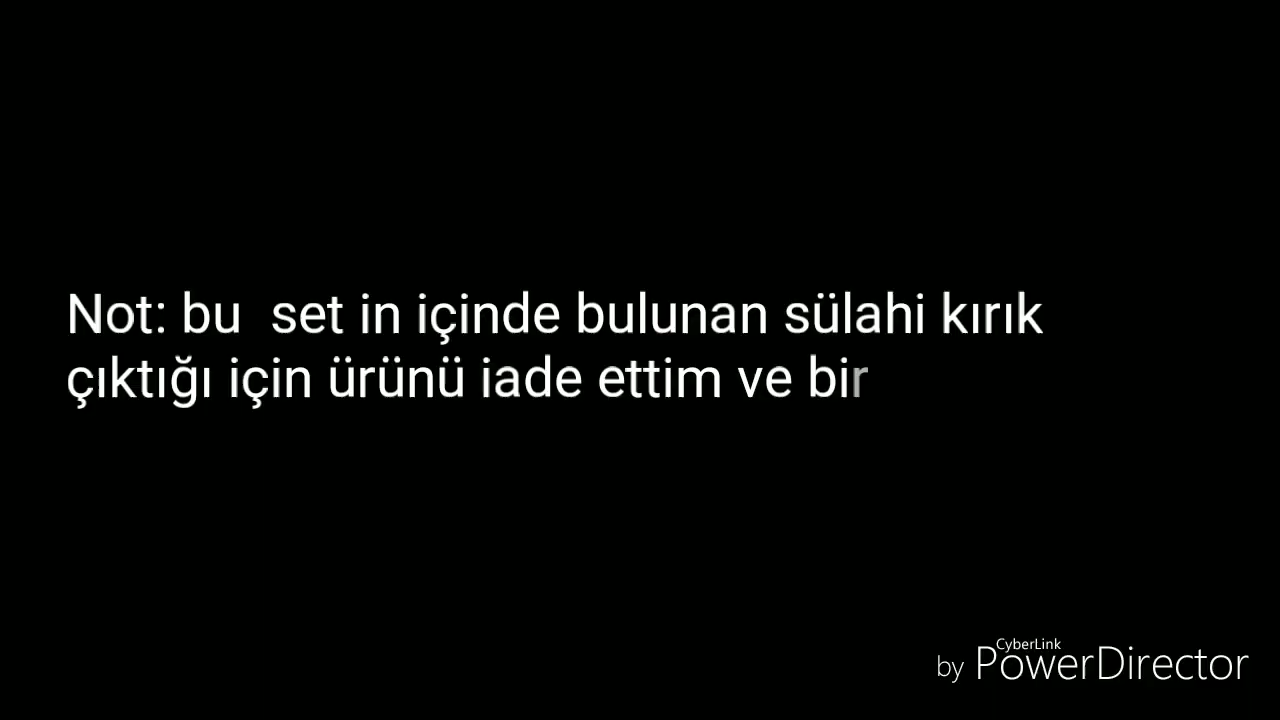 Not: bu  set in içinde bulunan sülahi kırık
çıktığı için ürünü iade ettim ve bir
CyberLink
by PowerDirector